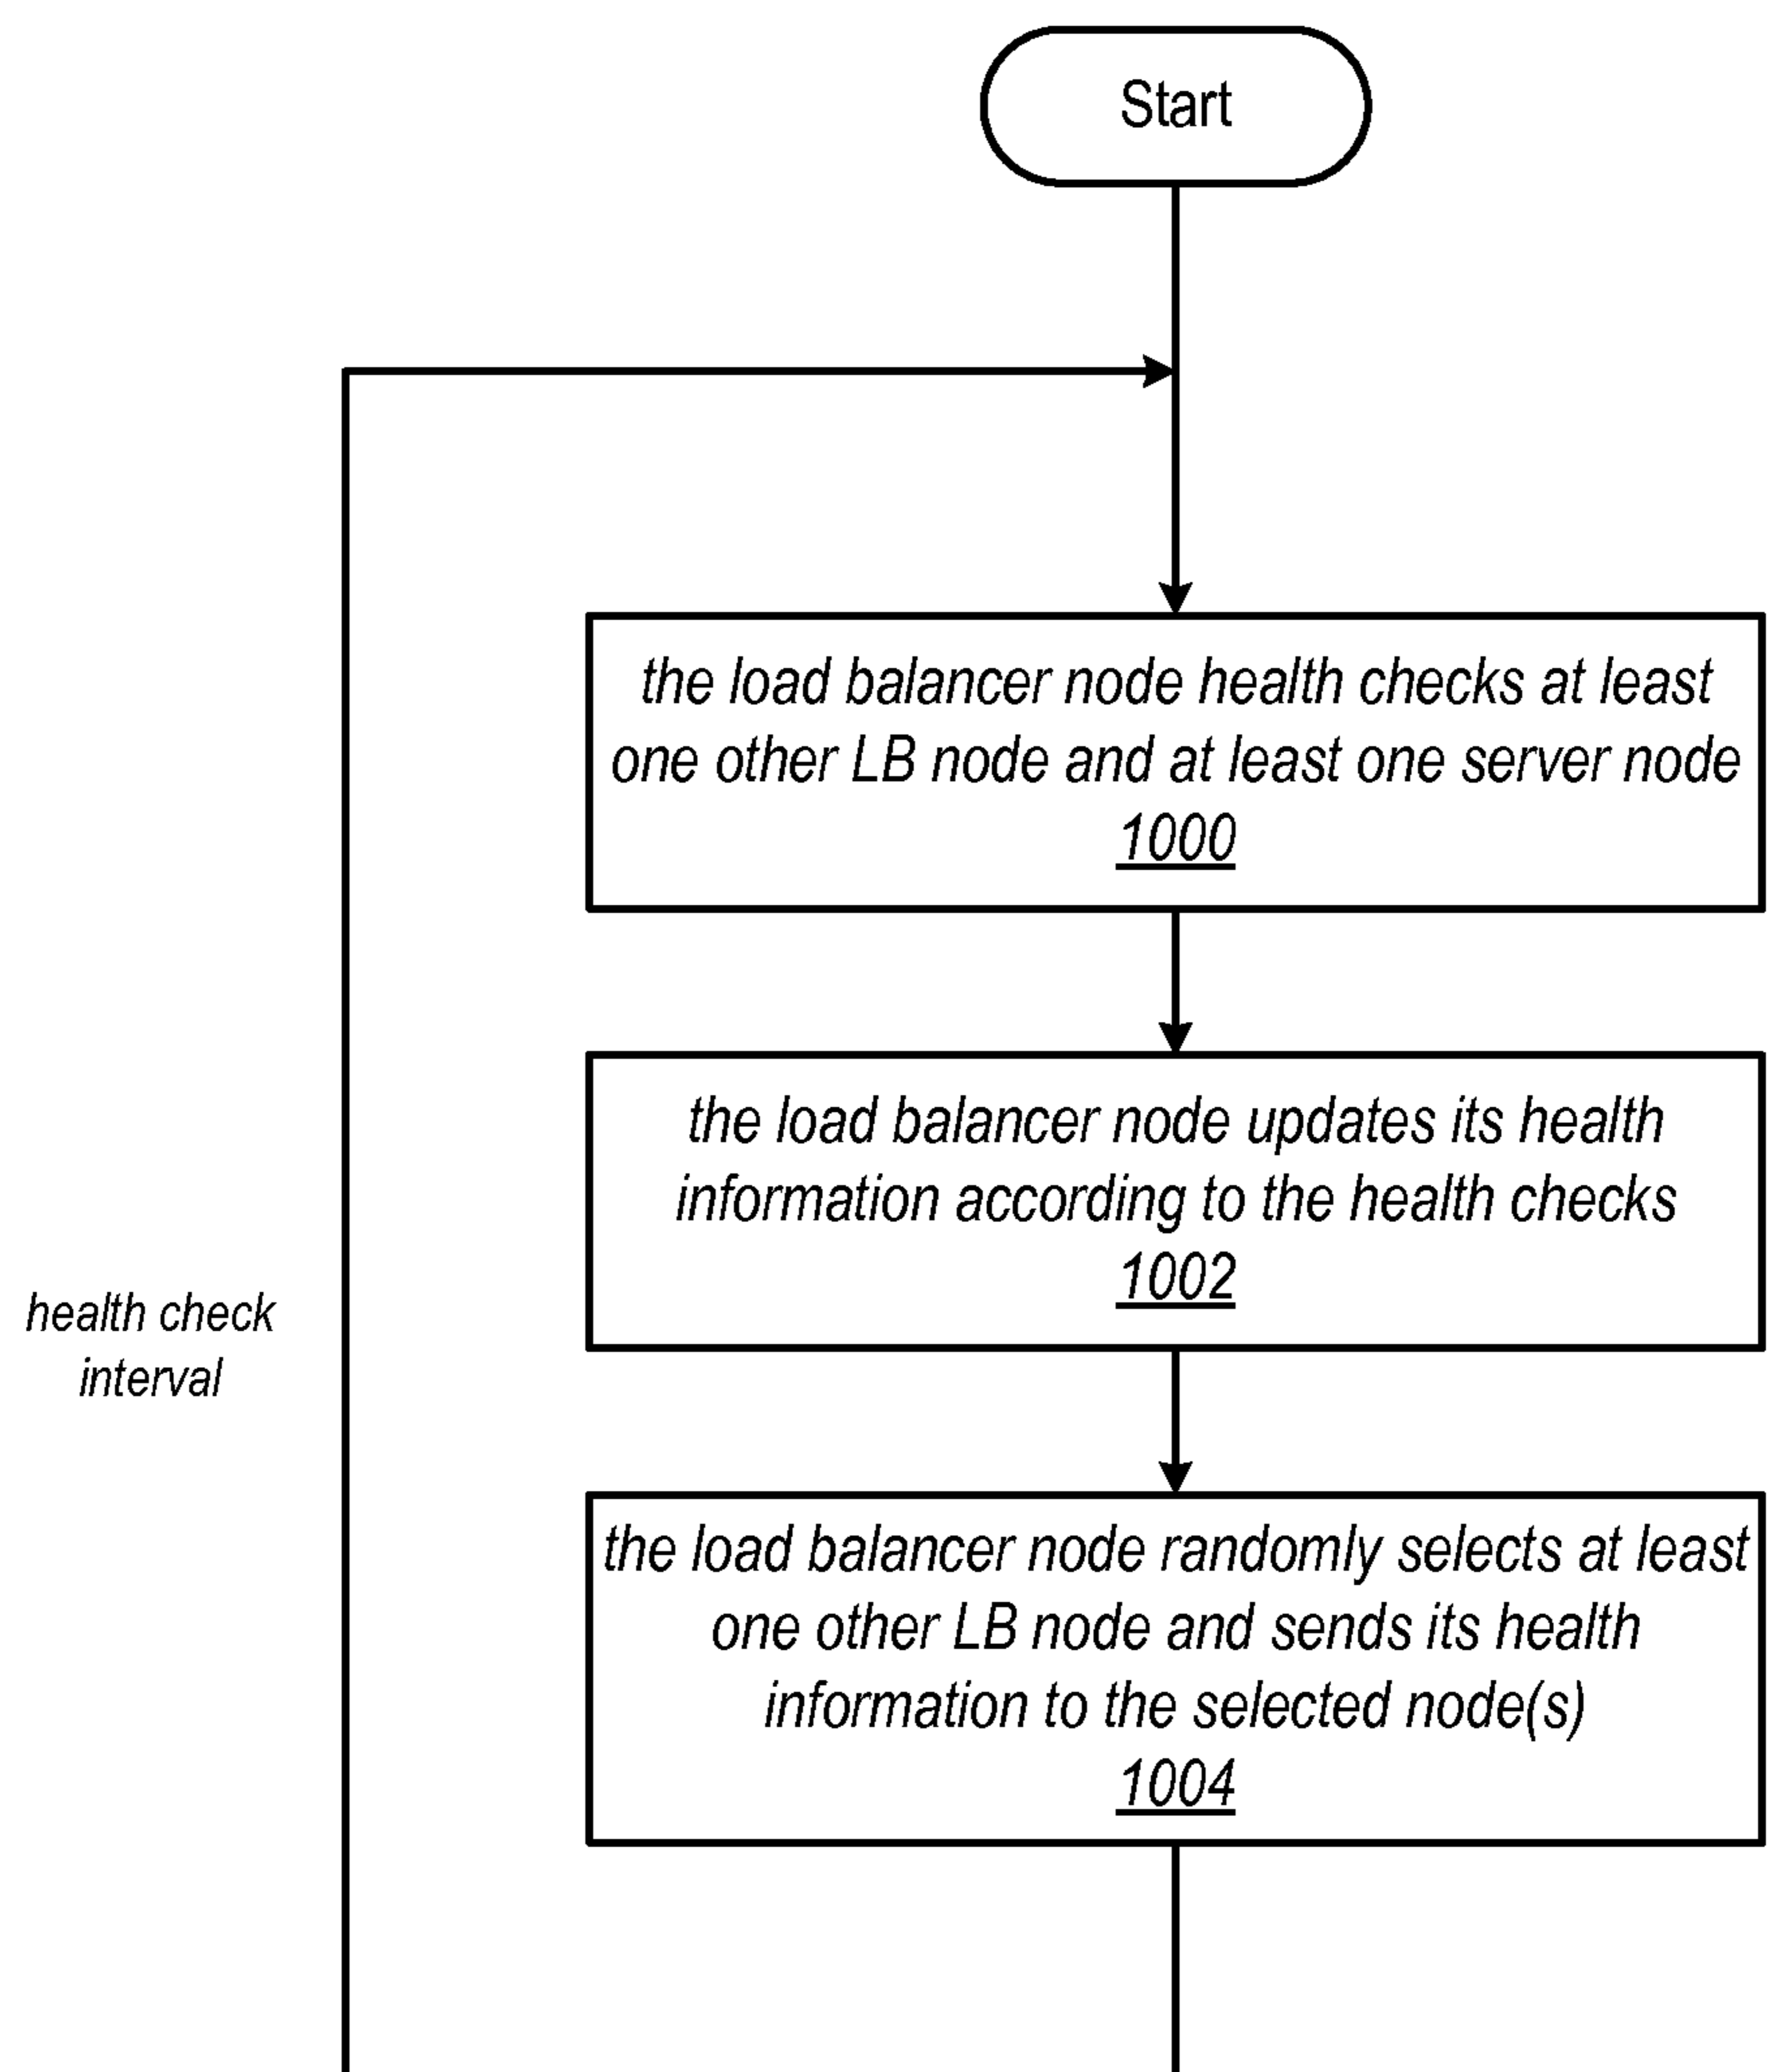 Start
the load balancer node health checks at least
one other LB node and at least one server node
1000
the load balancer node updates its health
information according to the health checks
1002
health check
interval
the load balancer node randomly selects at least
one other LB node and sends its health
information to the selected node(s)
1004